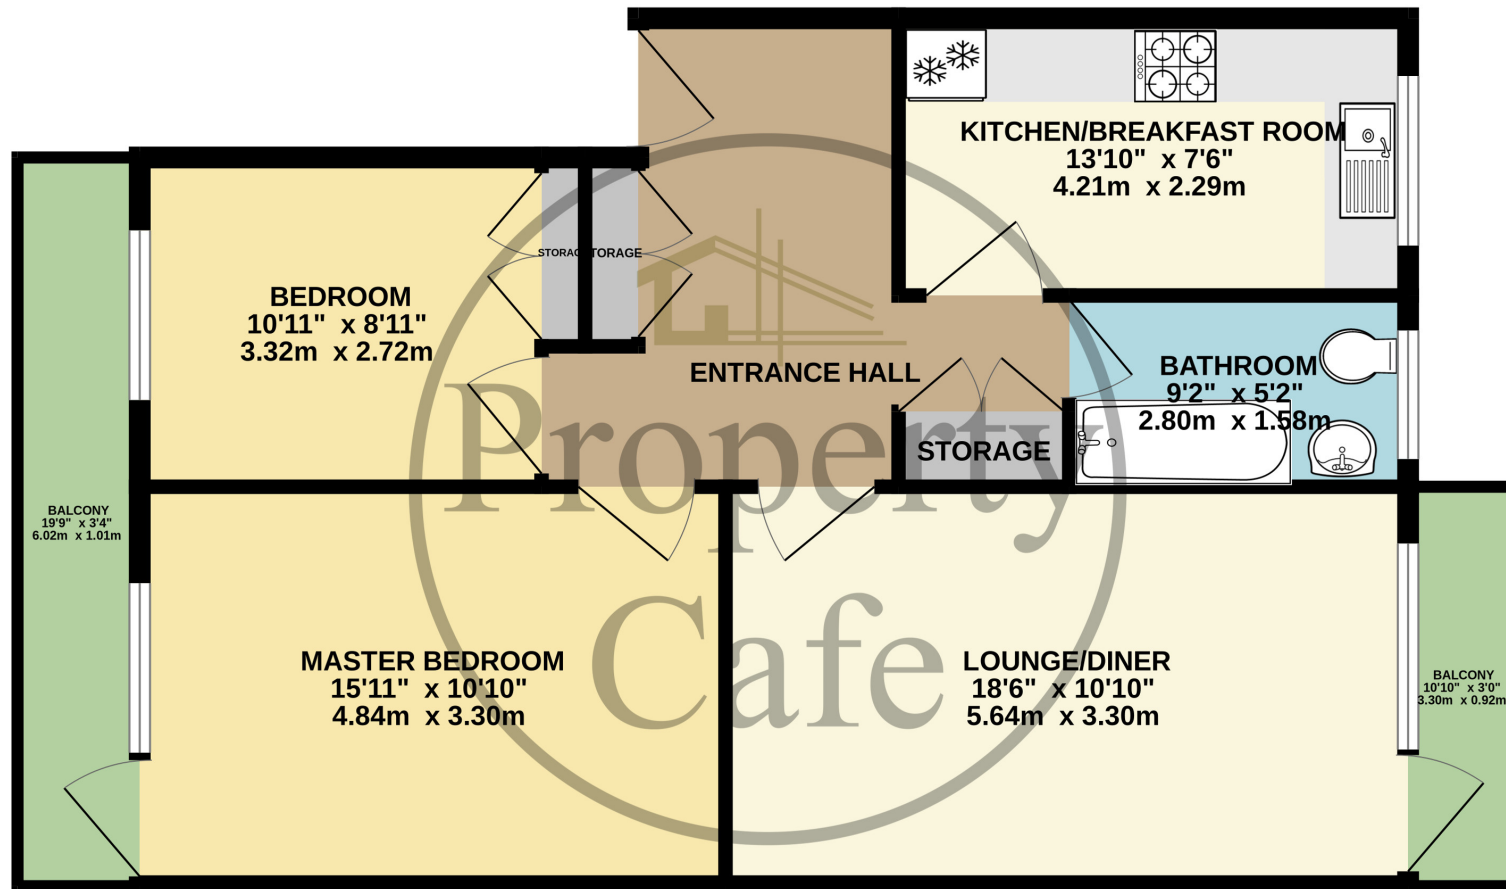 KITCHEN/BREAKFAST ROOM
13'10" x 7'6"
4.21m x 2.29m
STORAGE
STORAGE
BEDROOM
10'11" x 8'11"
3.32m x 2.72m
ENTRANCE HALL
BATHROOM
9'2" x 5'2"
2.80m x 1.58m
STORAGE
Property
Cafe
BALCONY
19'9" x 3'4"
6.02m x 1.01m
MASTER BEDROOM
15'11" x 10'10"
4.84m x 3.30m
LOUNGE/DINER
18'6" x 10'10"
5.64m x 3.30m
BALCONY
10'10" x 3'0"
3.30m x 0.92m